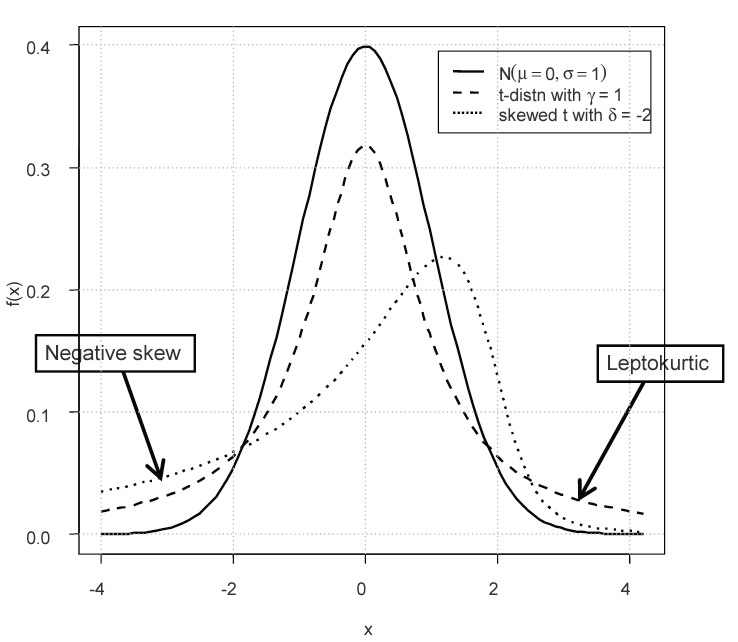 0.4
N(μ = 0, σ = 1)
t-distn with γ = 1
skewed t with δ = -2
0.3
f(x)
0.2
Negative skew
Leptokurtic
0.1
0.0
-4 -2 0 2 4
x